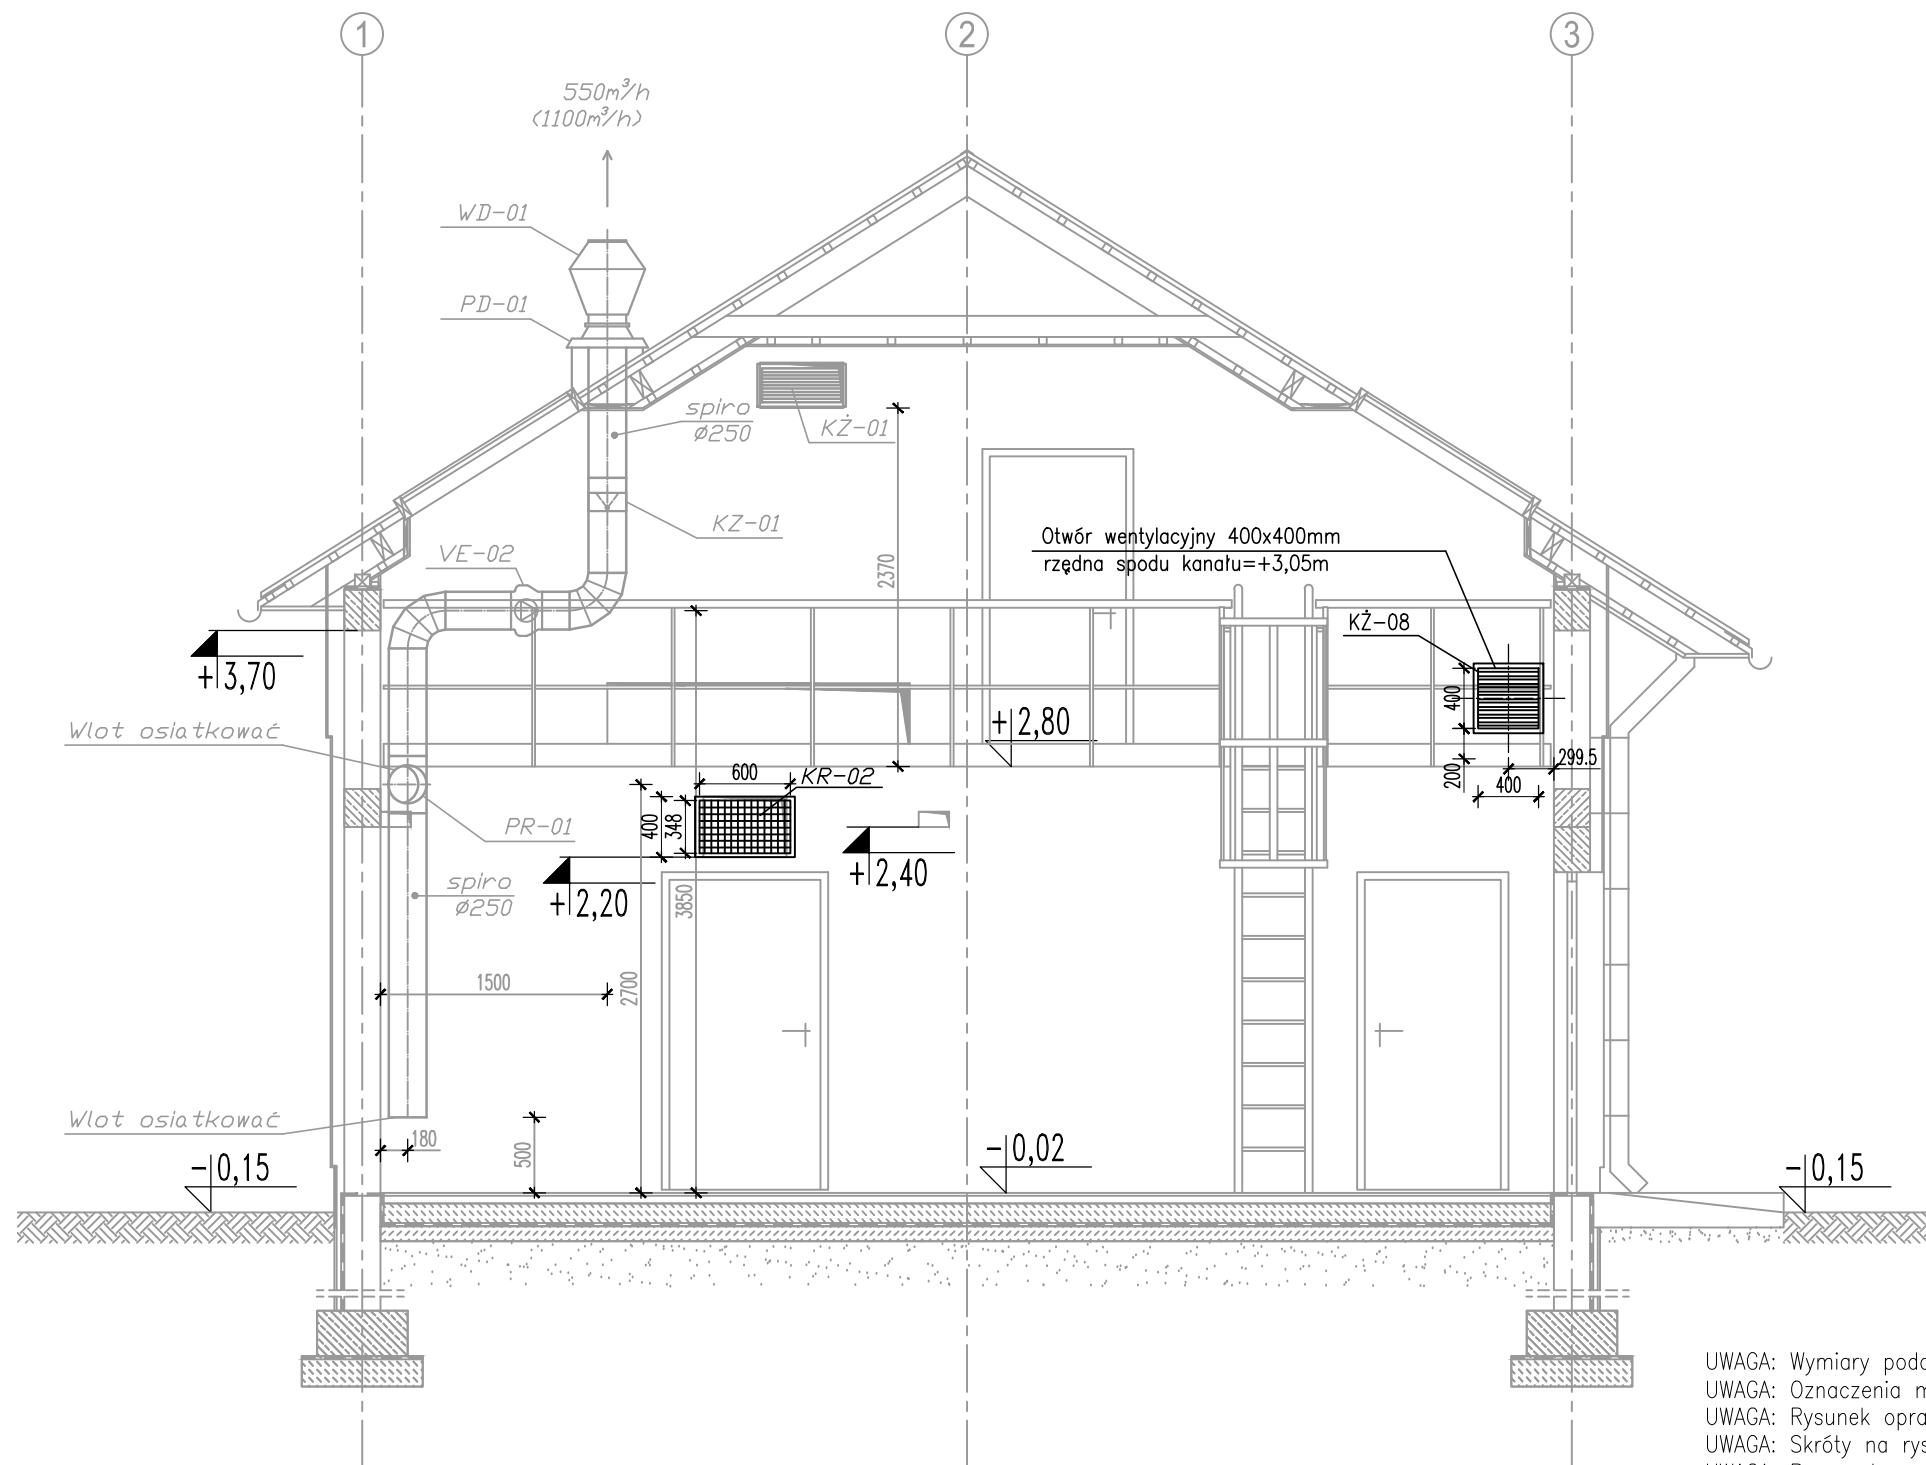 1
2
3
550m³/h
(1100m³/h)
WD-01
PD-01
spiro
ø250
KŻ-01
KZ-01
VE-02
2370
Otwór wentylacyjny 400x400mm
rzędna spodu kanału=+3,05m
KŻ-08
+3,70
400
Wlot osiatkować
+2,80
299.5
200
400
600
KR-02
400
348
PR-01
+2,40
spiro
ø250
+2,20
3850
1500
2700
Wlot osiatkować
180
500
-0,15
-0,02
-0,15
UWAGA: Wymiary
UWAGA: Oznaczenia
UWAGA: Rysunek
UWAGA: Skróty na